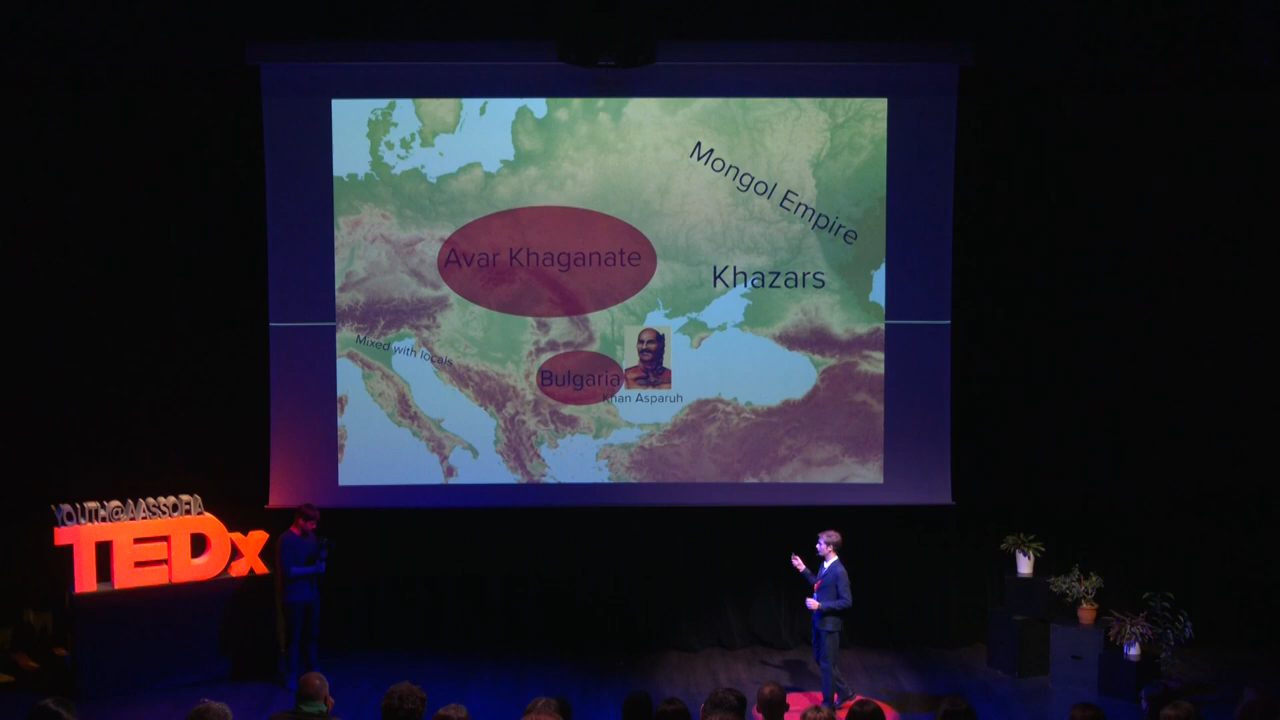 Mongol Empire
Avar Khaganate
Khazars
Mixed with locals
Bulgaria
Khan Asparuh
YOUTH@AASSOFIA
TEDx